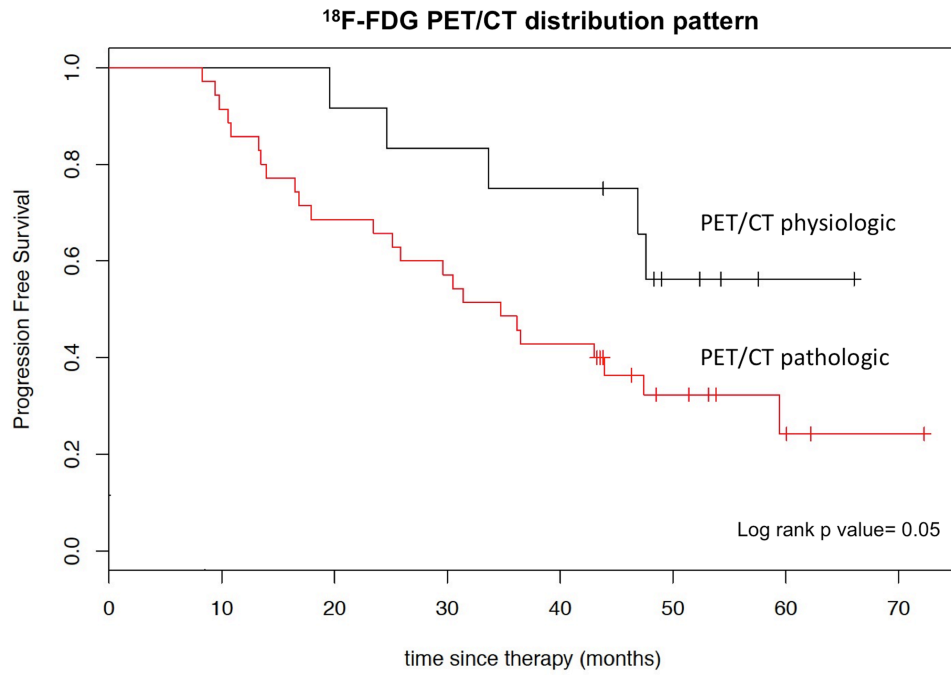 ¹⁸F-FDG PET/CT distribution pattern
Progression Free Survival
1.0
0.8
0.6
0.4
0.2
0.0
PET/CT physiologic
PET/CT pathologic
Log rank p value= 0.05
0 10 20 30 40 50 60 70
time since therapy (months)